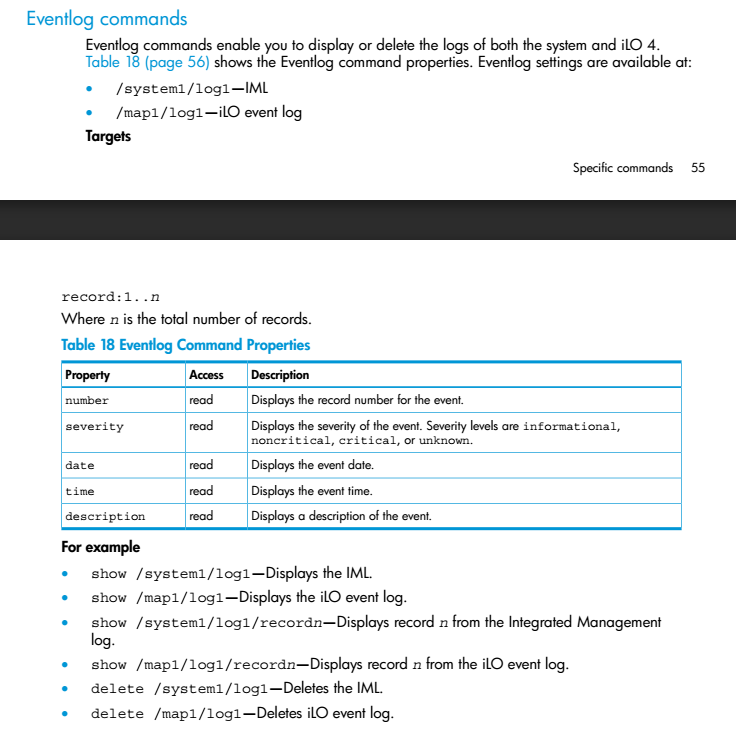 Eventlog commands
Eventlog commands enable you to display or delete the logs of both the system and iLO 4.
Table 18 (page 56) shows the Eventlog command properties. Eventlog settings are available at:
• /system1/log1—IML
• /map1/log1—iLO event log
Targets
Specific commands 55
record:1..n
Where n is the total number of records.
Table 18 Eventlog Command Properties
Property Access Description
number read Displays the record number for the event.
severity read Displays the severity of the event. Severity levels are informational,
noncritical, critical, or unknown.
date read Displays the event date.
time read Displays the event time.
description read Displays a description of the event.
For example
• show /system1/log1—Displays the IML.
• show /map1/log1—Displays the iLO event log.
• show /system1/log1/recordn—Displays record n from the Integrated Management
log.
• show /map1/log1/recordn—Displays record n from the iLO event log.
• delete /system1/log1—Deletes the IML.
• delete /map1/log1—Deletes iLO event log.